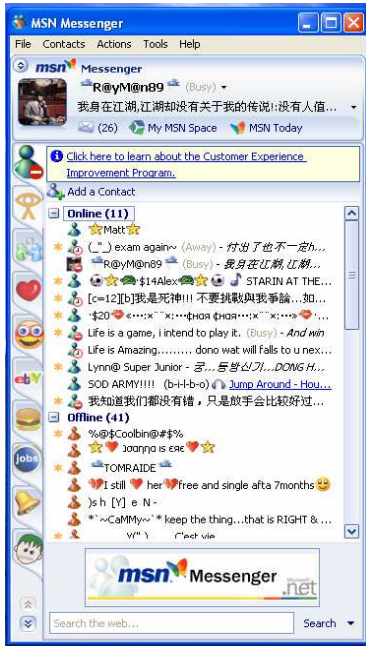 MSN Messenger
File Contacts Actions Tools Help
msn Messenger
R@yM@n89 (Busy)
我身在江湖,江湖却没有关于我的传说!:没有人值...
(26) My MSN Space MSN Today
Click here to learn about the Customer Experience
Improvement Program.
Add a Contact
Online (11)
Matt
(_"_) exam again~ (Away) - 付出了也不一定h...
R@yM@n89 (Busy) - 我身在江湖,江湖...
$14Alex STARIN AT THE...
[c=12][b]我是死神!!! 不要挑戰與我爭論...如...
Life is a game, i intend to play it. (Busy) - And win
Life is Amazing......... dono wat will falls to u nex...
Lynn@ Super Junior - 궁...동방신기...DONG H...
SOD ARMY!!!! (b-i-l-b-o) Jump Around - Hou...
我知道我们都没有错，只是放手会比较好过...
Offline (41)
%@$Coolbin@#$%
TOMRAIDE
I still her free and single afta 7months
)s h [Y] e N -
*`~CaMMy~`* keep the thing...that is RIGHT & ...
C'est vie
ebY
jobs
msn Messenger
.net
Search the web...
Search